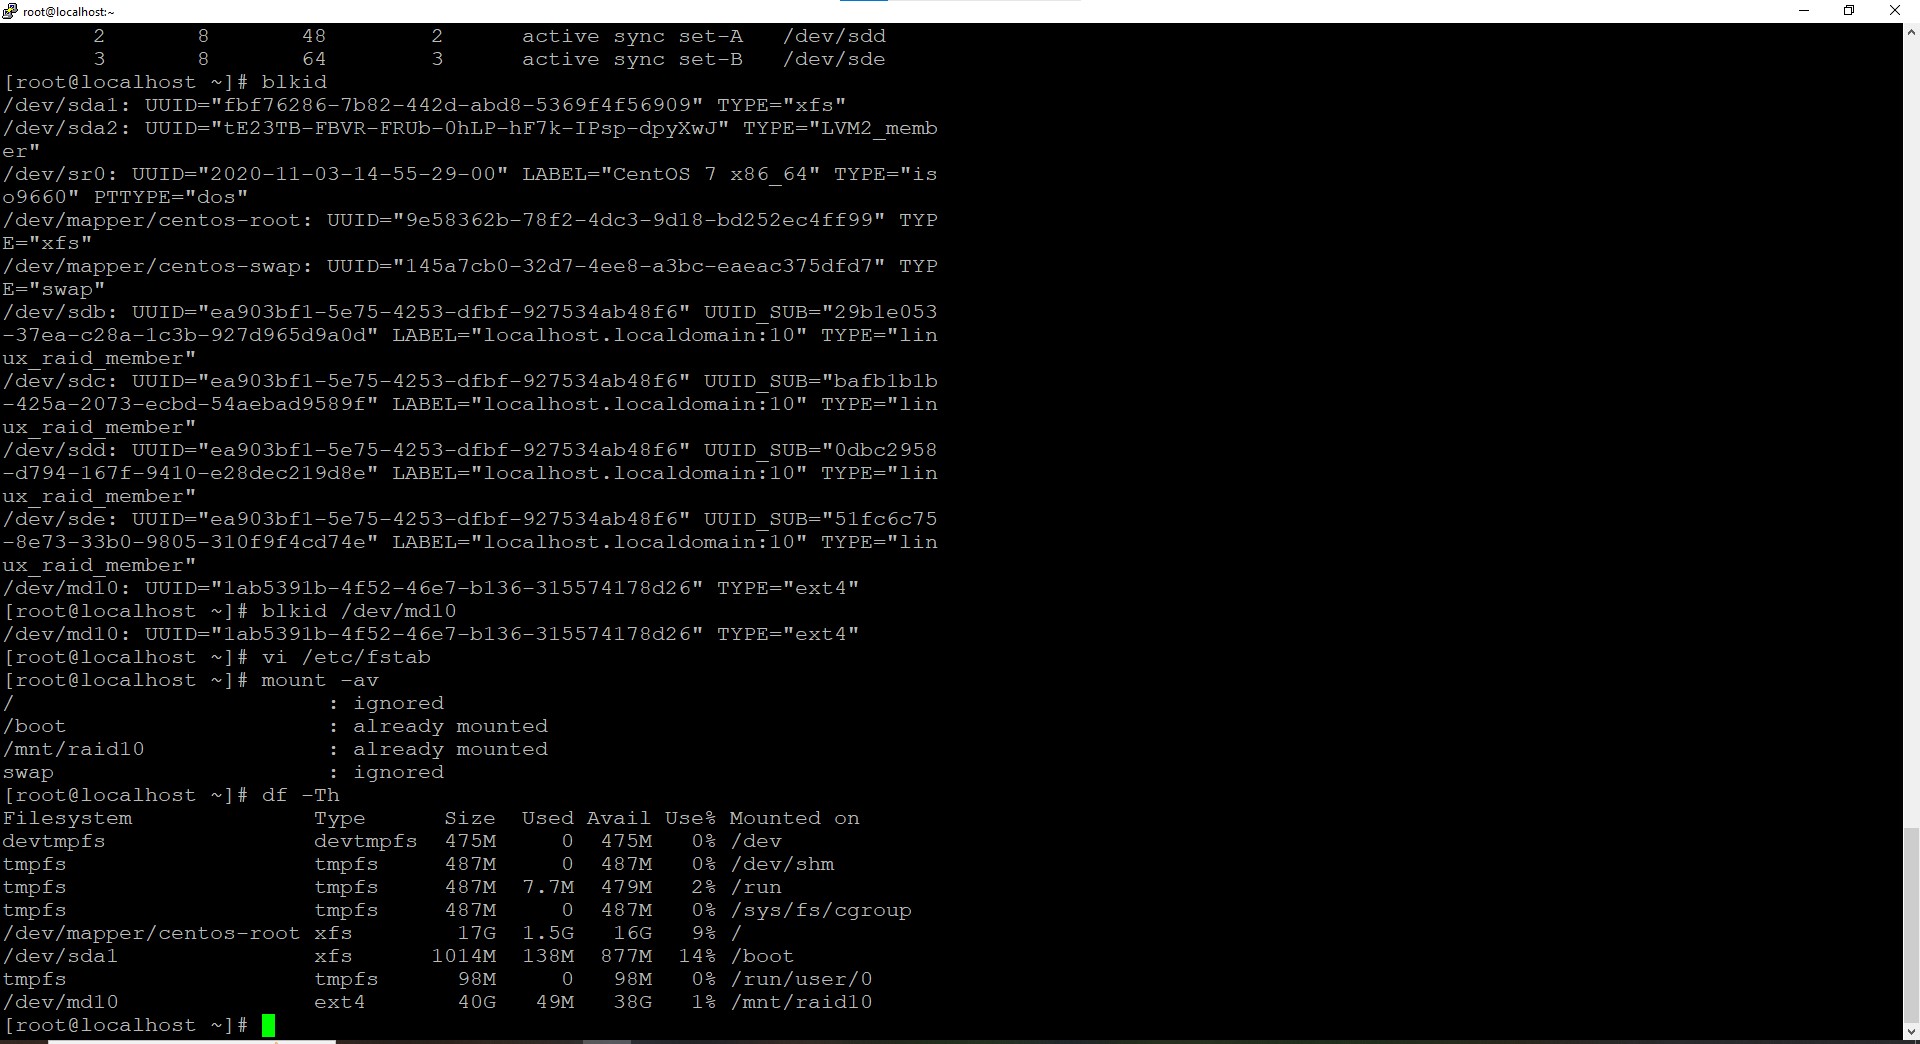 root@localhost:~
2 8 48 2 active sync set-A /dev/sdd
3 8 64 3 active sync set-B /dev/sde
[root@localhost ~]# blkid
/dev/sda1: UUID="fbf76286-7b82-442d-abd8-5369f4f56909" TYPE="xfs"
/dev/sda2: UUID="tE23TB-FBVR-FRUb-0hLP-hF7k-IPsp-dpyXwJ" TYPE="LVM2_memb
er"
/dev/sr0: UUID="2020-11-03-14-55-29-00" LABEL="CentOS 7 x86_64" TYPE="is
o9660" PTTYPE="dos"
/dev/mapper/centos-root: UUID="9e58362b-78f2-4dc3-9d18-bd252ec4ff99" TYP
E="xfs"
/dev/mapper/centos-swap: UUID="145a7cb0-32d7-4ee8-a3bc-eaeac375dfd7" TYP
E="swap"
/dev/sdb: UUID="ea903bf1-5e75-4253-dfbf-927534ab48f6" UUID_SUB="29b1e053
-37ea-c28a-1c3b-927d965d9a0d" LABEL="localhost.localdomain:10" TYPE="lin
ux_raid_member"
/dev/sdc: UUID="ea903bf1-5e75-4253-dfbf-927534ab48f6" UUID_SUB="bafb1b1b
-425a-2073-ecbd-54aebad9589f" LABEL="localhost.localdomain:10" TYPE="lin
ux_raid_member"
/dev/sdd: UUID="ea903bf1-5e75-4253-dfbf-927534ab48f6" UUID_SUB="0dbc2958
-d794-167f-9410-e28dec219d8e" LABEL="localhost.localdomain:10" TYPE="lin
ux_raid_member"
/dev/sde: UUID="ea903bf1-5e75-4253-dfbf-927534ab48f6" UUID_SUB="51fc6c75
-8e73-33b0-9805-310f9f4cd74e" LABEL="localhost.localdomain:10" TYPE="lin
ux_raid_member"
/dev/md10: UUID="1ab5391b-4f52-46e7-b136-315574178d26" TYPE="ext4"
[root@localhost ~]# blkid /dev/md10
/dev/md10: UUID="1ab5391b-4f52-46e7-b136-315574178d26" TYPE="ext4"
[root@localhost ~]# vi /etc/fstab
[root@localhost ~]# mount -av
/ : ignored
/boot : already mounted
/mnt/raid10 : already mounted
swap : ignored
[root@localhost ~]# df -Th
Filesystem Type Size Used Avail Use% Mounted on
devtmpfs devtmpfs 475M 0 475M 0% /dev
tmpfs tmpfs 487M 0 487M 0% /dev/shm
tmpfs tmpfs 487M 7.7M 479M 2% /run
tmpfs tmpfs 487M 0 487M 0% /sys/fs/cgroup
/dev/mapper/centos-root xfs 17G 1.5G 16G 9% /
/dev/sda1 xfs 1014M 138M 877M 14% /boot
tmpfs tmpfs 98M 0 98M 0% /run/user/0
/dev/md10 ext4 40G 49M 38G 1% /mnt/raid10
[root@localhost ~]#